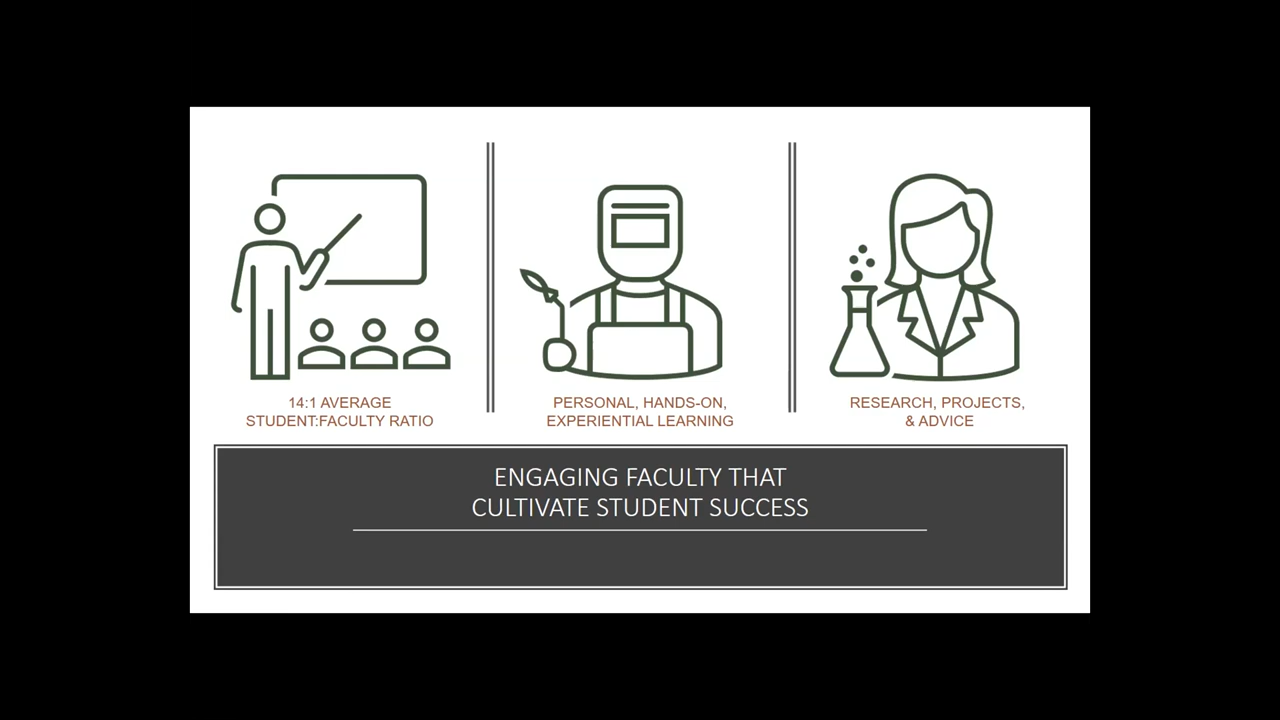 14:1 AVERAGE
STUDENT:FACULTY RATIO
PERSONAL, HANDS-ON,
EXPERIENTIAL LEARNING
RESEARCH, PROJECTS,
& ADVICE
ENGAGING FACULTY THAT
CULTIVATE STUDENT SUCCESS